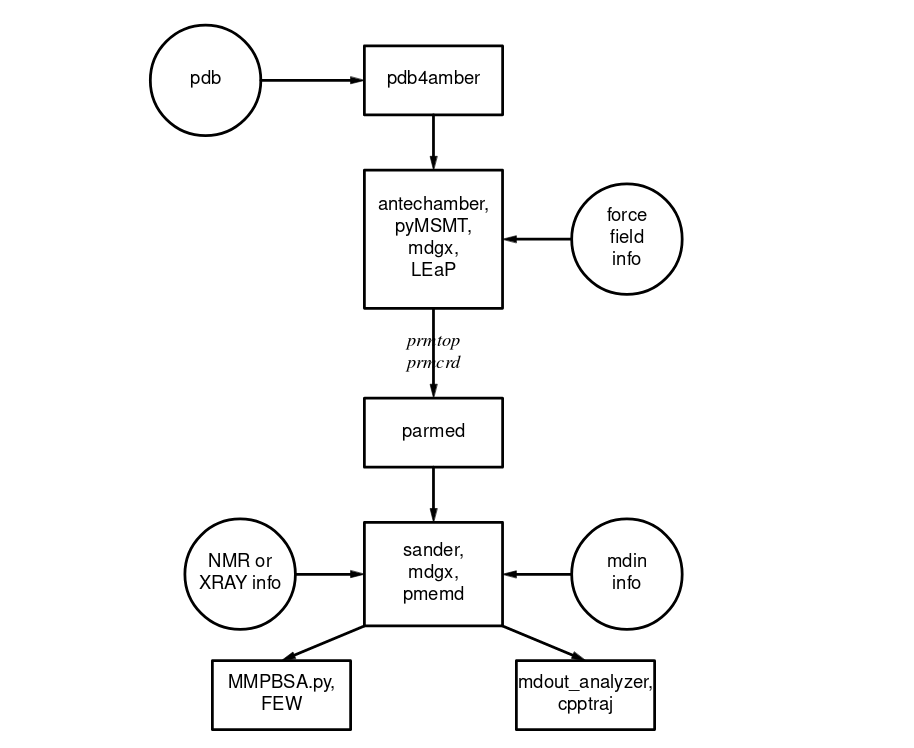 pdb
pdb4amber
antechamber,
pyMSMT,
mdgx,
LEaP
force
field
info
prmtop
prmcrd
parmed
NMR or
XRAY info
sander,
mdgx,
pmemd
mdin
info
MMPBSA.py,
FEW
mdout_analyzer,
cpptraj